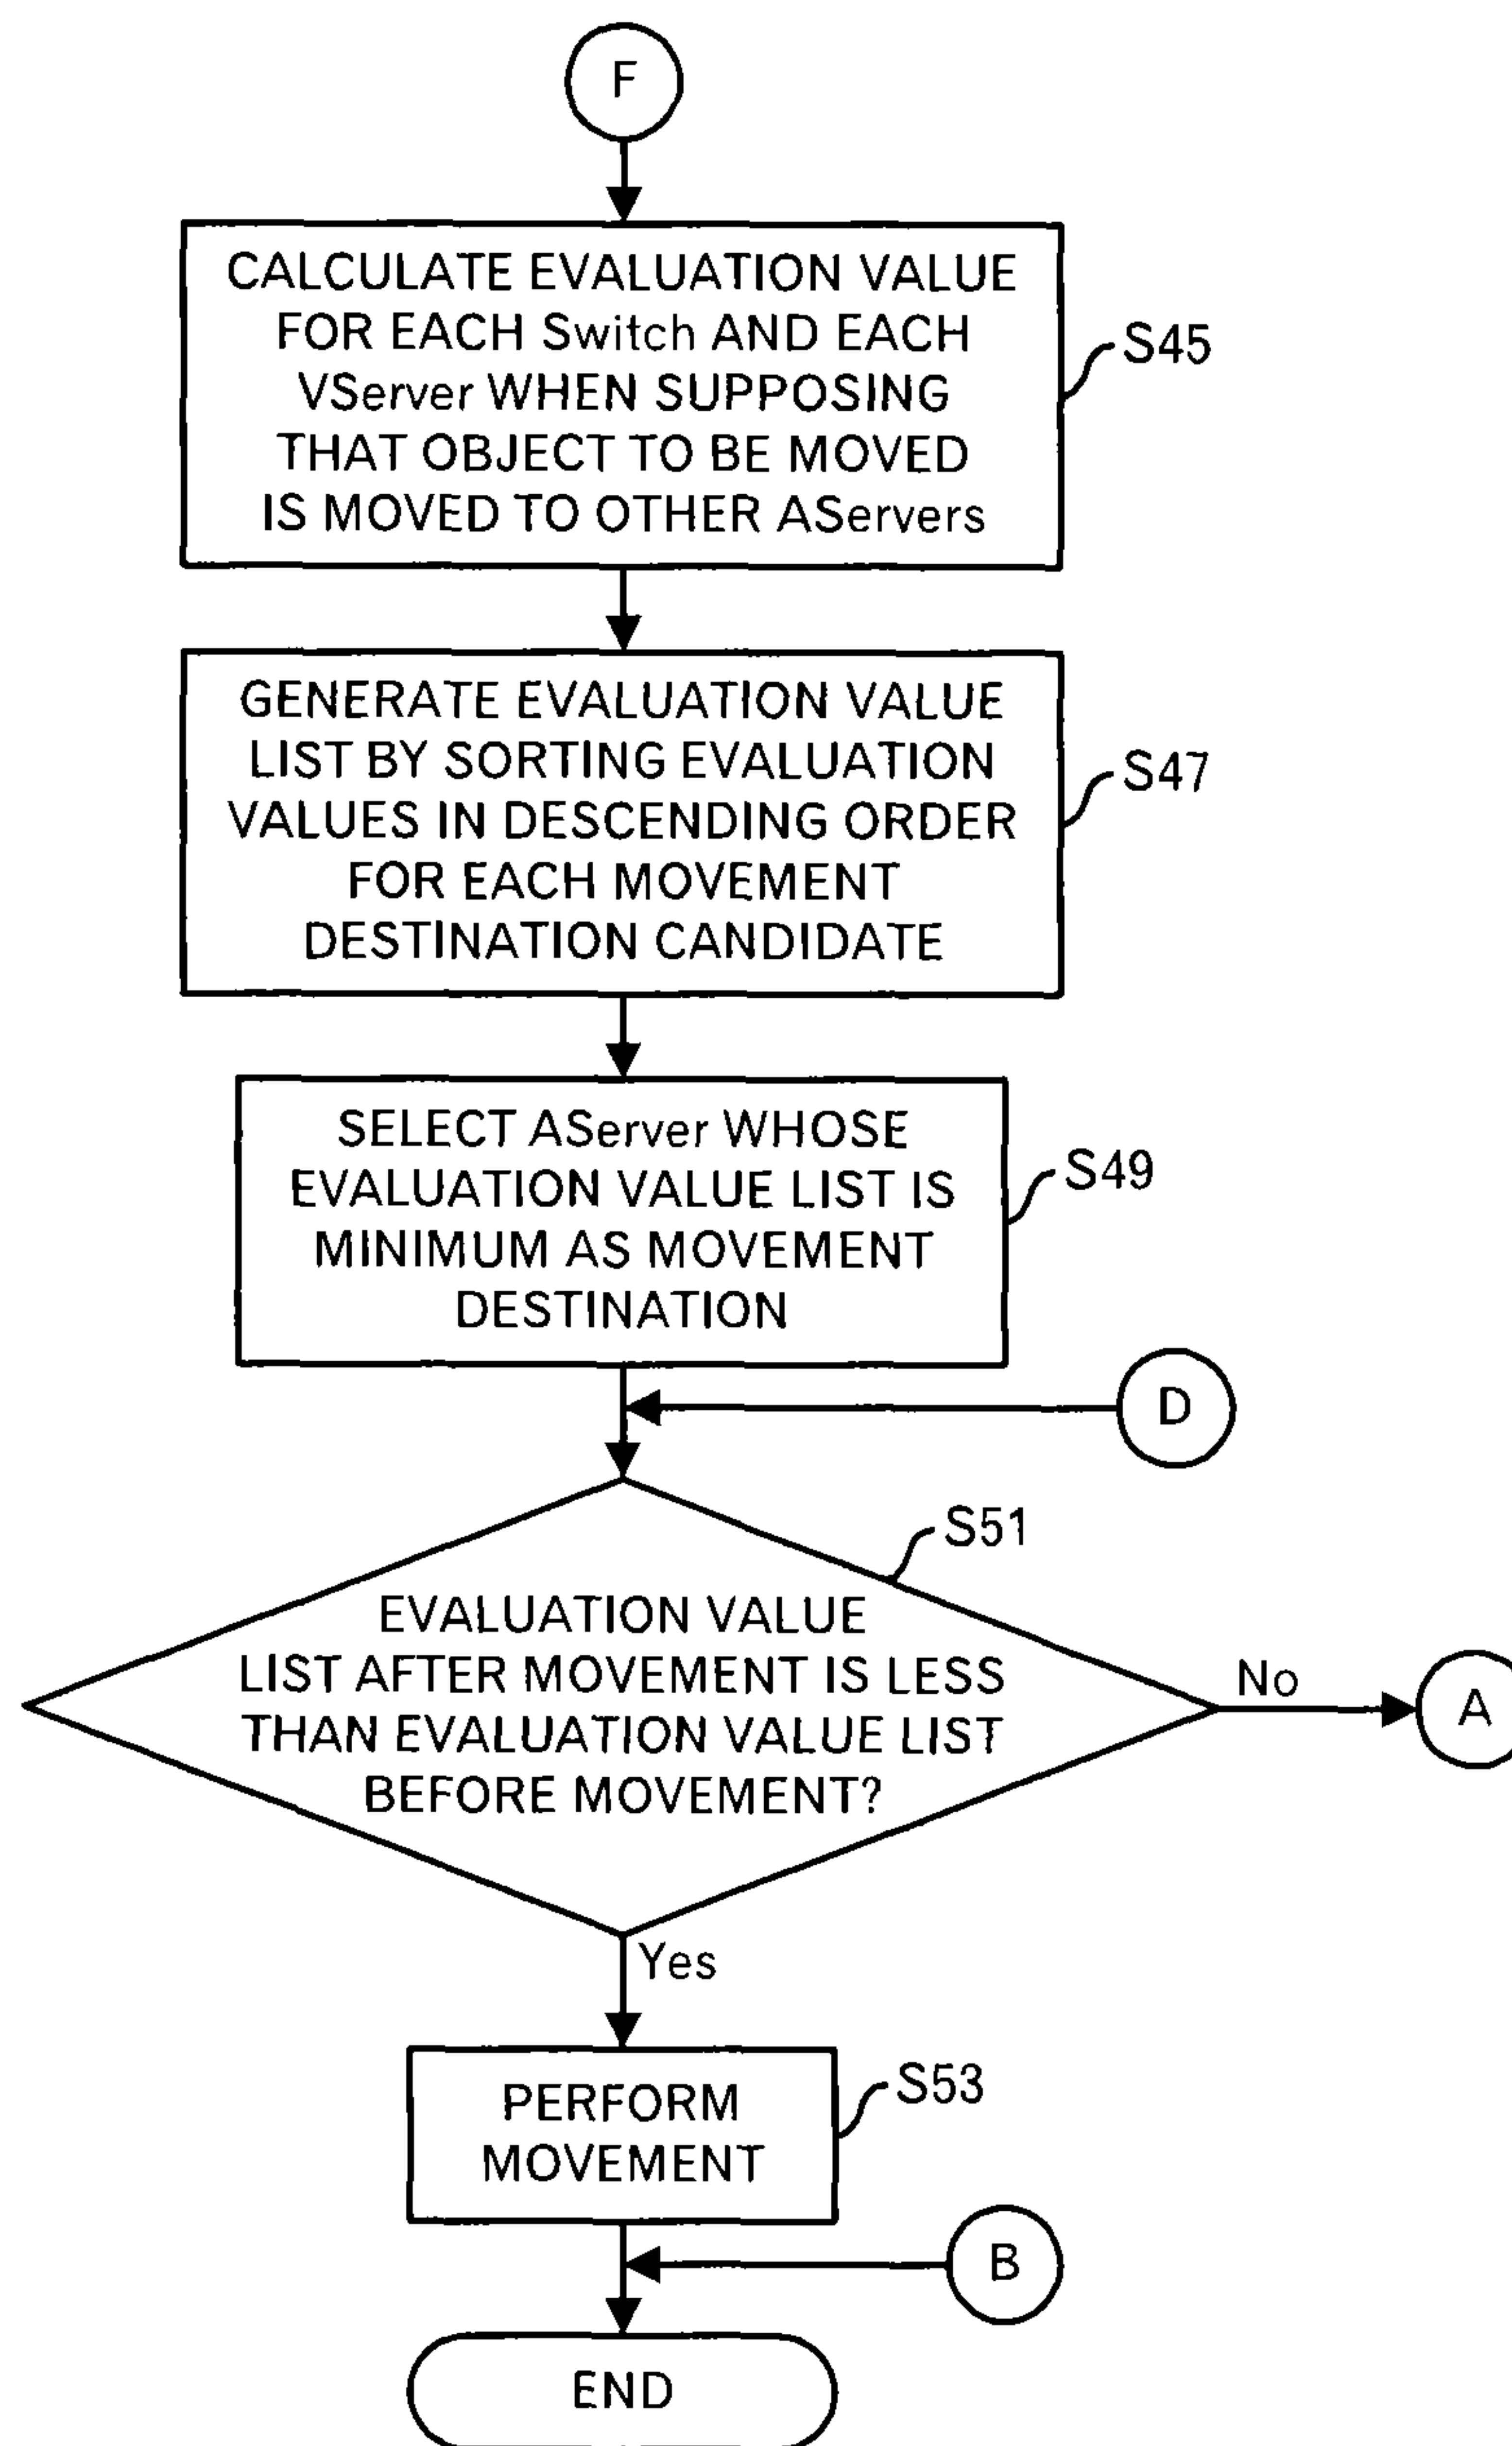 F
CALCULATE EVALUATION VALUE
FOR EACH Switch AND EACH
VServer WHEN SUPPOSING
THAT OBJECT TO BE MOVED
IS MOVED TO OTHER AServers
S45
GENERATE EVALUATION VALUE
LIST BY SORTING EVALUATION
VALUES IN DESCENDING ORDER
FOR EACH MOVEMENT
DESTINATION CANDIDATE
S47
SELECT AServer WHOSE
EVALUATION VALUE LIST IS
MINIMUM AS MOVEMENT
DESTINATION
S49
D
S51
EVALUATION VALUE
LIST AFTER MOVEMENT IS LESS
THAN EVALUATION VALUE LIST
BEFORE MOVEMENT?
No
A
Yes
PERFORM
MOVEMENT
S53
B
END